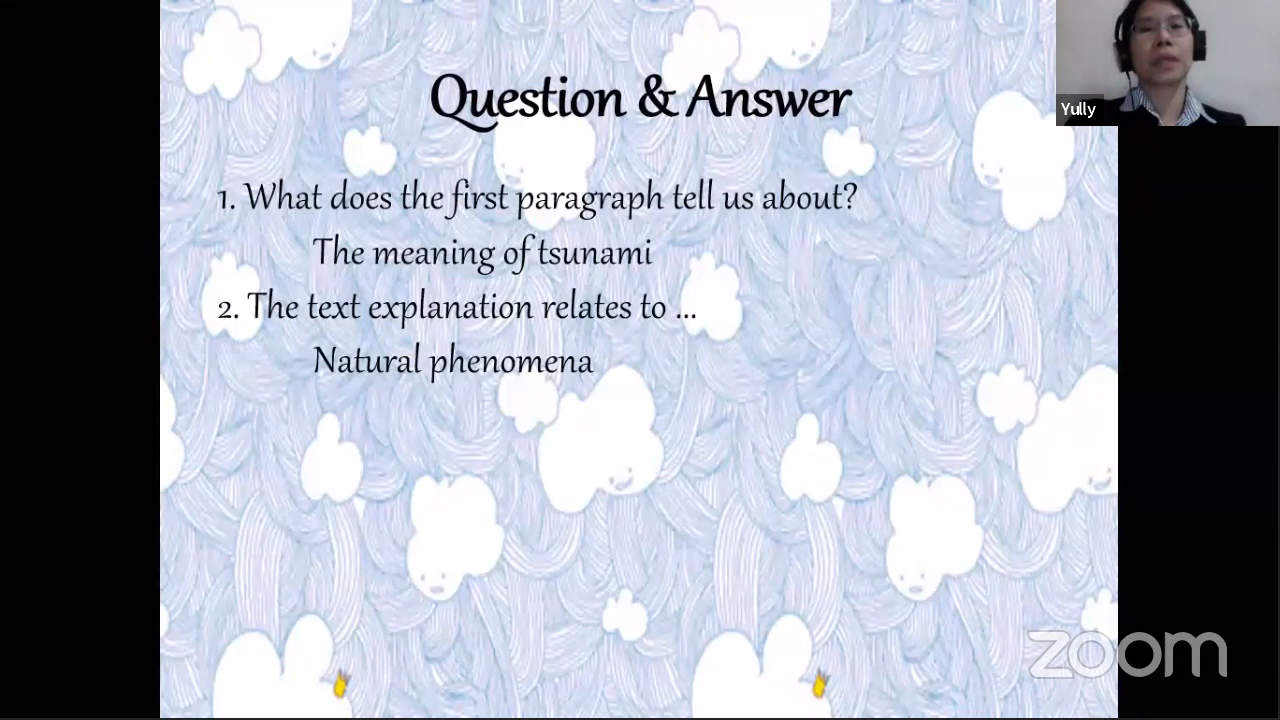 Question & Answer
Yully
1. What does the first paragraph tell us about?
The meaning of tsunami
2. The text explanation relates to ...
Natural phenomena
zoom